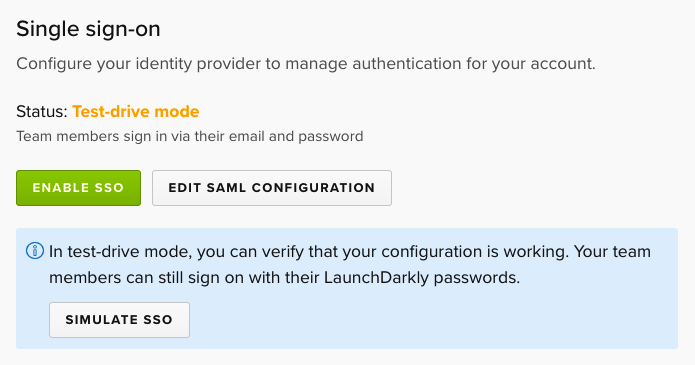 Single sign-on
Configure your identity provider to manage authentication for your account.
Status: Test-drive mode
Team members sign in via their email and password
ENABLE SSO
EDIT SAML CONFIGURATION
In test-drive mode, you can verify that your configuration is working. Your team
members can still sign on with their LaunchDarkly passwords.
SIMULATE SSO